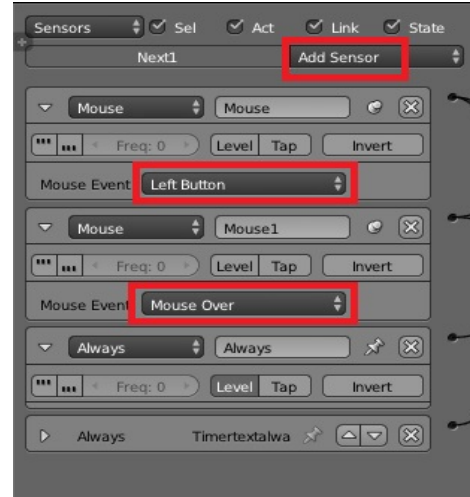 Sensors Sel Act Link State
Next1 Add Sensor
Mouse Mouse
Freq: 0 Level Tap Invert
Mouse Event Left Button
Mouse Mouse1
Freq: 0 Level Tap Invert
Mouse Event Mouse Over
Always Always
Freq: 0 Level Tap Invert
Always Timertextalwa